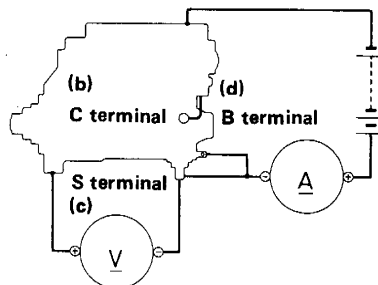 (b)
(d)
C terminal
B terminal
S terminal
(c)
⊖
A
⊕
⊕
V
⊖